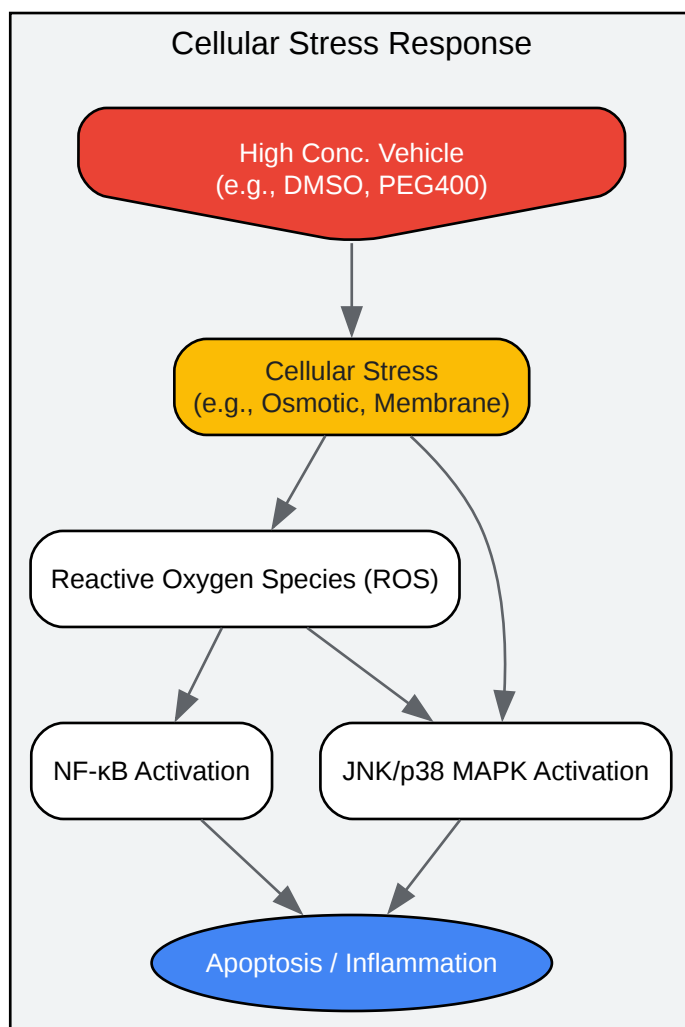 Cellular Stress Response
High Conc. Vehicle
(e.g., DMSO, PEG400)
Cellular Stress
(e.g., Osmotic, Membrane)
Reactive Oxygen Species (ROS)
NF-κB Activation
JNK/p38 MAPK Activation
Apoptosis / Inflammation